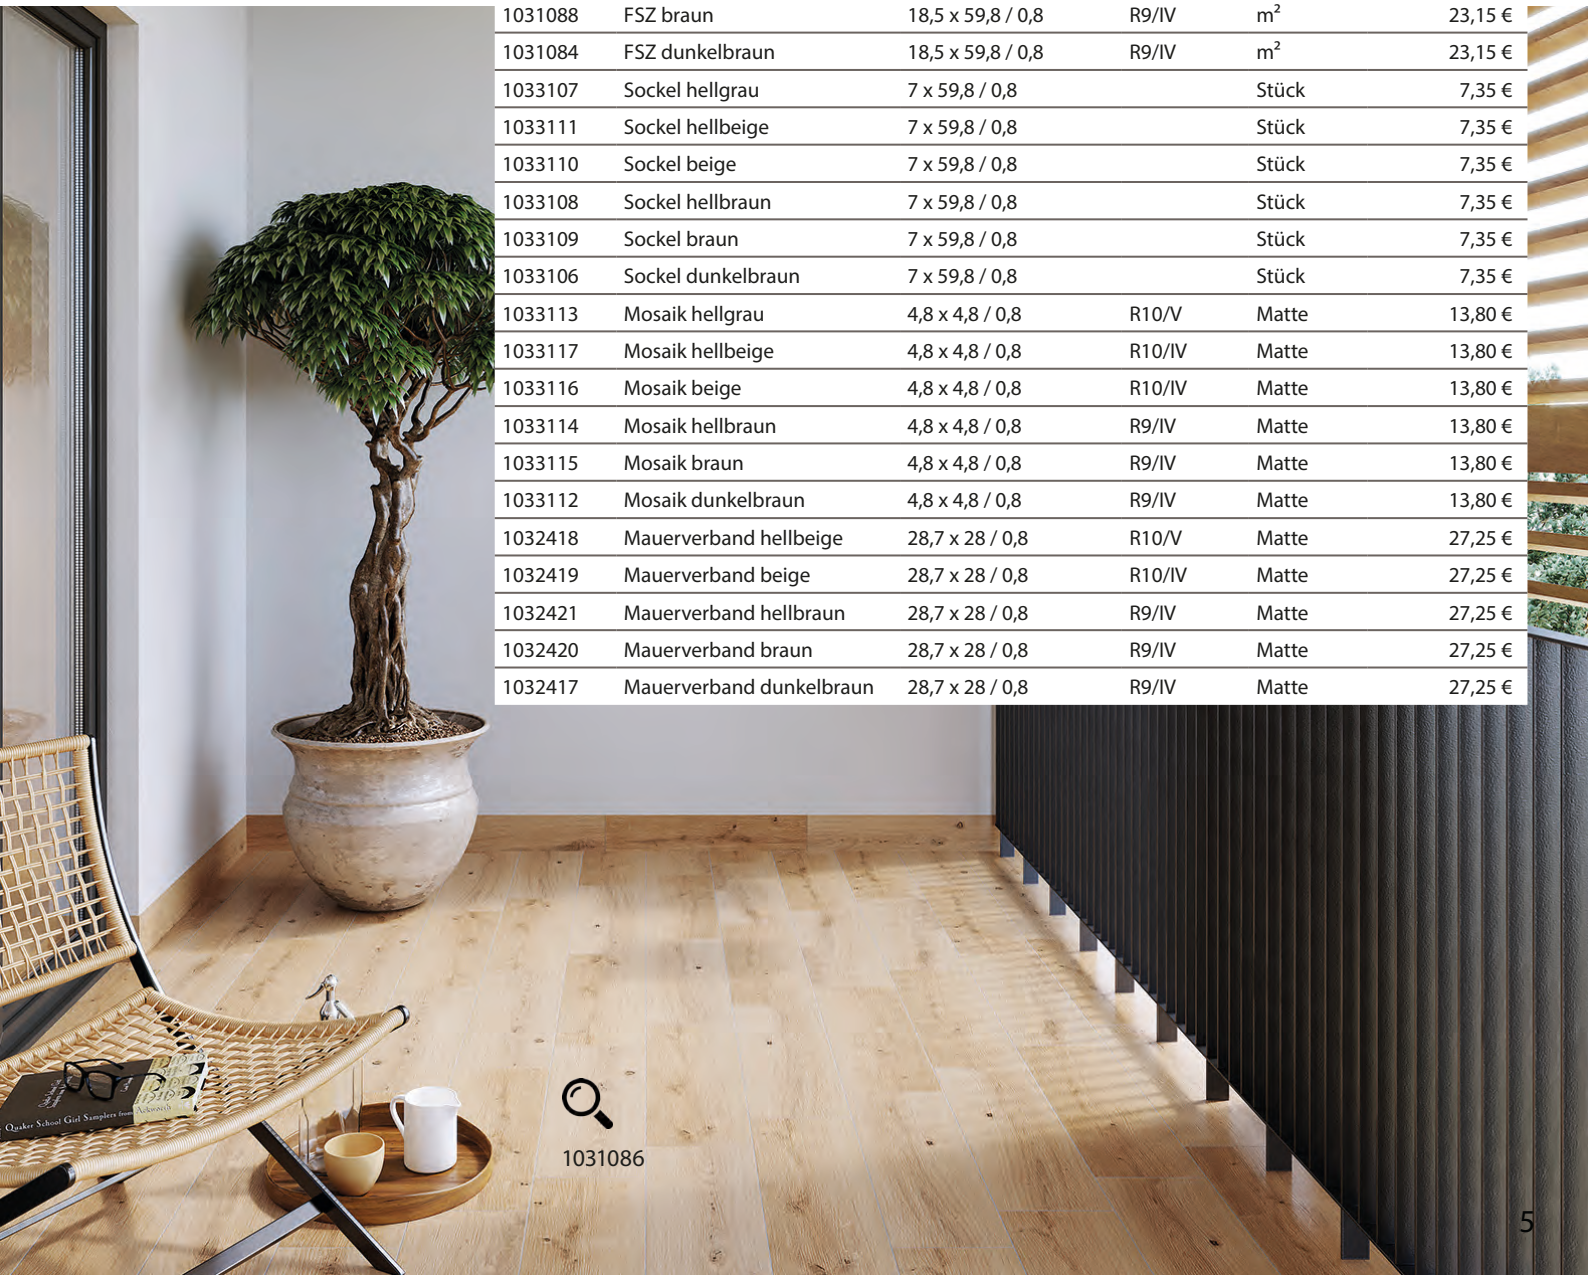 1031088 FSZ braun 18,5 x 59,8 / 0,8 R9/IV m² 23,15 €
1031084 FSZ dunkelbraun 18,5 x 59,8 / 0,8 R9/IV m² 23,15 €
1033107 Sockel hellgrau 7 x 59,8 / 0,8 Stück 7,35 €
1033111 Sockel hellbeige 7 x 59,8 / 0,8 Stück 7,35 €
1033110 Sockel beige 7 x 59,8 / 0,8 Stück 7,35 €
1033108 Sockel hellbraun 7 x 59,8 / 0,8 Stück 7,35 €
1033109 Sockel braun 7 x 59,8 / 0,8 Stück 7,35 €
1033106 Sockel dunkelbraun 7 x 59,8 / 0,8 Stück 7,35 €
1033113 Mosaik hellgrau 4,8 x 4,8 / 0,8 R10/V Matte 13,80 €
1033117 Mosaik hellbeige 4,8 x 4,8 / 0,8 R10/IV Matte 13,80 €
1033116 Mosaik beige 4,8 x 4,8 / 0,8 R10/IV Matte 13,80 €
1033114 Mosaik hellbraun 4,8 x 4,8 / 0,8 R9/IV Matte 13,80 €
1033115 Mosaik braun 4,8 x 4,8 / 0,8 R9/IV Matte 13,80 €
1033112 Mosaik dunkelbraun 4,8 x 4,8 / 0,8 R9/IV Matte 13,80 €
1032418 Mauerverband hellbeige 28,7 x 28 / 0,8 R10/V Matte 27,25 €
1032419 Mauerverband beige 28,7 x 28 / 0,8 R10/IV Matte 27,25 €
1032421 Mauerverband hellbraun 28,7 x 28 / 0,8 R9/IV Matte 27,25 €
1032420 Mauerverband braun 28,7 x 28 / 0,8 R9/IV Matte 27,25 €
1032417 Mauerverband dunkelbraun 28,7 x 28 / 0,8 R9/IV Matte 27,25 €
Quaker School Girl Samplers from Ackworth
1031086
5